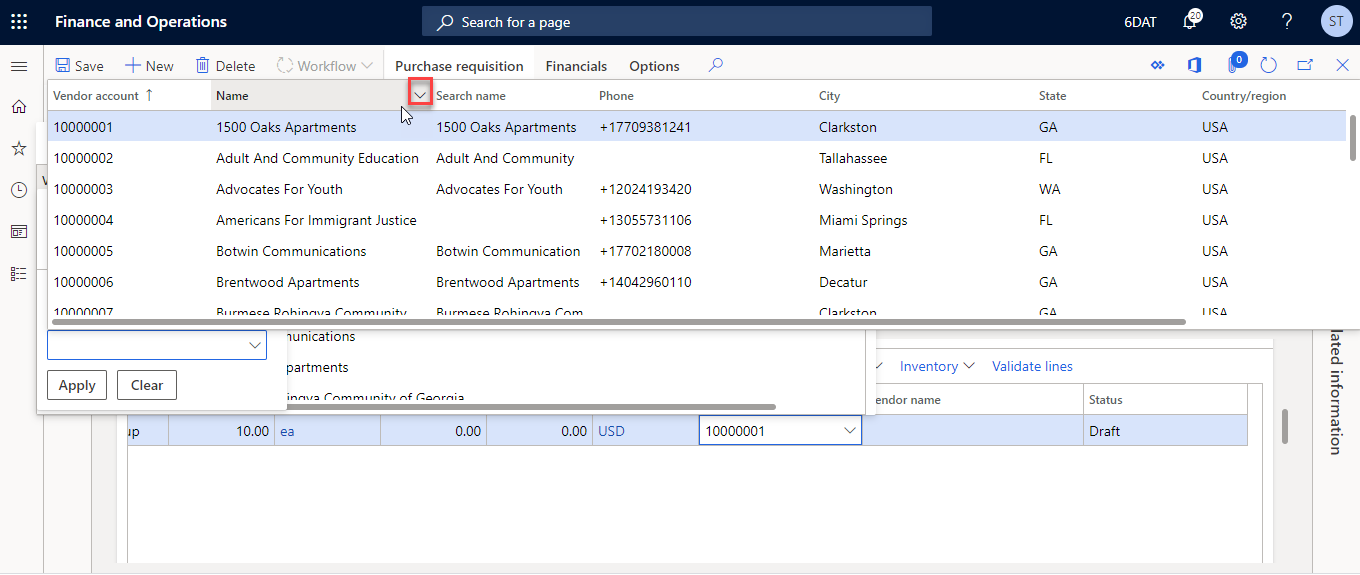 Finance and Operations
Search for a page
6DAT
20
ST
Save
New
Delete
Workflow
Purchase requisition
Financials
Options
0
Vendor account ↑
Name
Search name
Phone
City
State
Country/region
10000001 1500 Oaks Apartments 1500 Oaks Apartments +17709381241 Clarkston GA USA
10000002 Adult And Community Education Adult And Community Tallahassee FL USA
10000003 Advocates For Youth Advocates For Youth +12024193420 Washington WA USA
10000004 Americans For Immigrant Justice +13055731106 Miami Springs FL USA
10000005 Botwin Communications Botwin Communication +17702180008 Marietta GA USA
10000006 Brentwood Apartments Brentwood Apartments +14042960110 Decatur GA USA
10000007 Burmese Rohingya Community Burmese Rohingya Com Clarkston GA USA
nunications
partments
ingya Community of Georgia
Apply
Clear
Inventory
Validate lines
endor name
Status
up 10.00 ea 0.00 0.00 USD 10000001 Draft
lated information